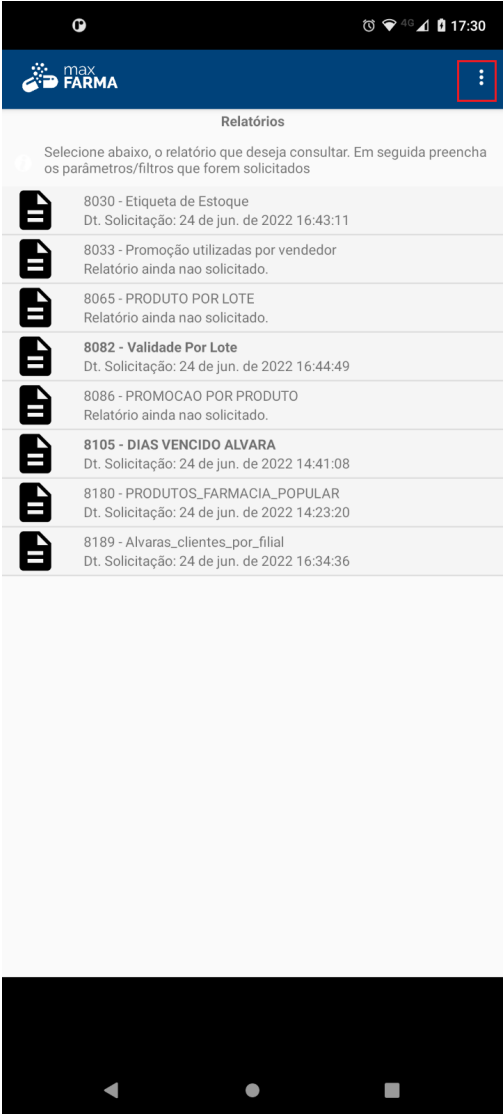 4G 17:30
max
FARMA
Relatórios
Selecione abaixo, o relatório que deseja consultar. Em seguida preencha
os parâmetros/filtros que forem solicitados
8030 - Etiqueta de Estoque
Dt. Solicitação: 24 de jun. de 2022 16:43:11
8033 - Promoção utilizadas por vendedor
Relatório ainda nao solicitado.
8065 - PRODUTO POR LOTE
Relatório ainda nao solicitado.
8082 - Validade Por Lote
Dt. Solicitação: 24 de jun. de 2022 16:44:49
8086 - PROMOCAO POR PRODUTO
Relatório ainda nao solicitado.
8105 - DIAS VENCIDO ALVARA
Dt. Solicitação: 24 de jun. de 2022 14:41:08
8180 - PRODUTOS_FARMACIA_POPULAR
Dt. Solicitação: 24 de jun. de 2022 14:23:20
8189 - Alvaras_clientes_por_filial
Dt. Solicitação: 24 de jun. de 2022 16:34:36